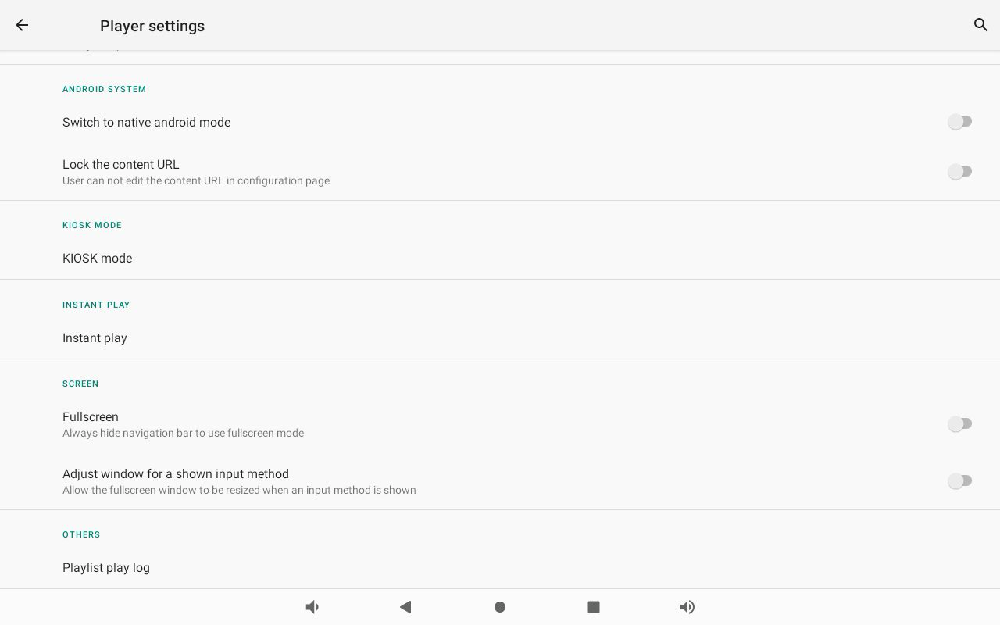 Player settings
ANDROID SYSTEM
Switch to native android mode
Lock the content URL
User can not edit the content URL in configuration page
KIOSK MODE
KIOSK mode
INSTANT PLAY
Instant play
SCREEN
Fullscreen
Always hide navigation bar to use fullscreen mode
Adjust window for a shown input method
Allow the fullscreen window to be resized when an input method is shown
OTHERS
Playlist play log